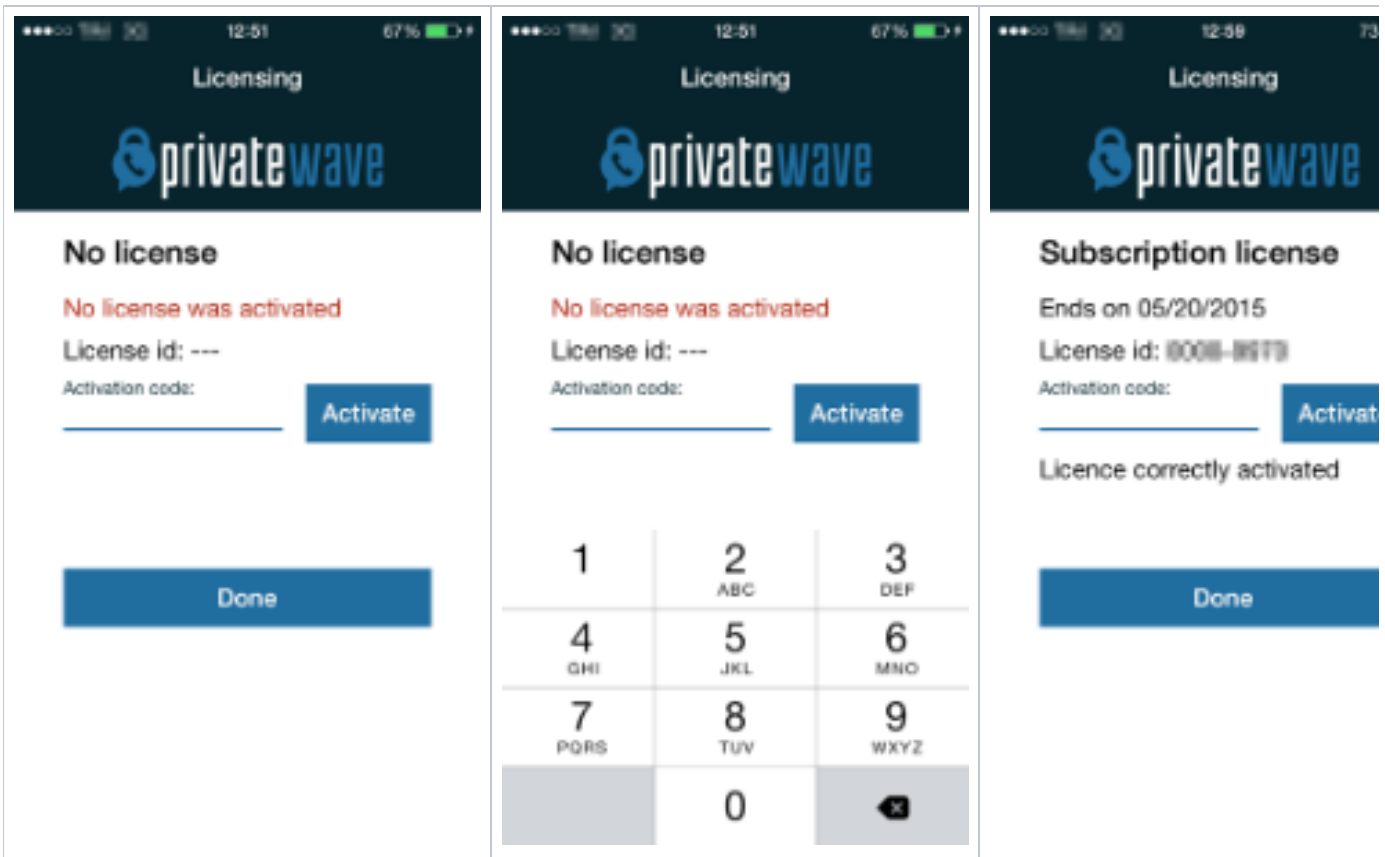 12:51 67%
Licensing
privatewave
No license
No license was activated
License id: ---
Activation code:
Activate
Done
12:51 67%
Licensing
privatewave
No license
No license was activated
License id: ---
Activation code:
Activate
1 2 3
ABC DEF
4 5 6
GHI JKL MNO
7 8 9
PQRS TUV WXYZ
0
12:59 73
Licensing
privatewave
Subscription license
Ends on 05/20/2015
License id:
Activation code:
Activat
Licence correctly activated
Done